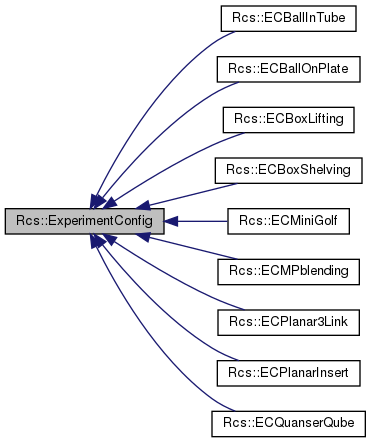 Rcs::ECBallInTube
Rcs::ECBallOnPlate
Rcs::ECBoxLifting
Rcs::ECBoxShelving
Rcs::ExperimentConfig
Rcs::ECMiniGolf
Rcs::ECMPblending
Rcs::ECPlanar3Link
Rcs::ECPlanarInsert
Rcs::ECQuanserQube